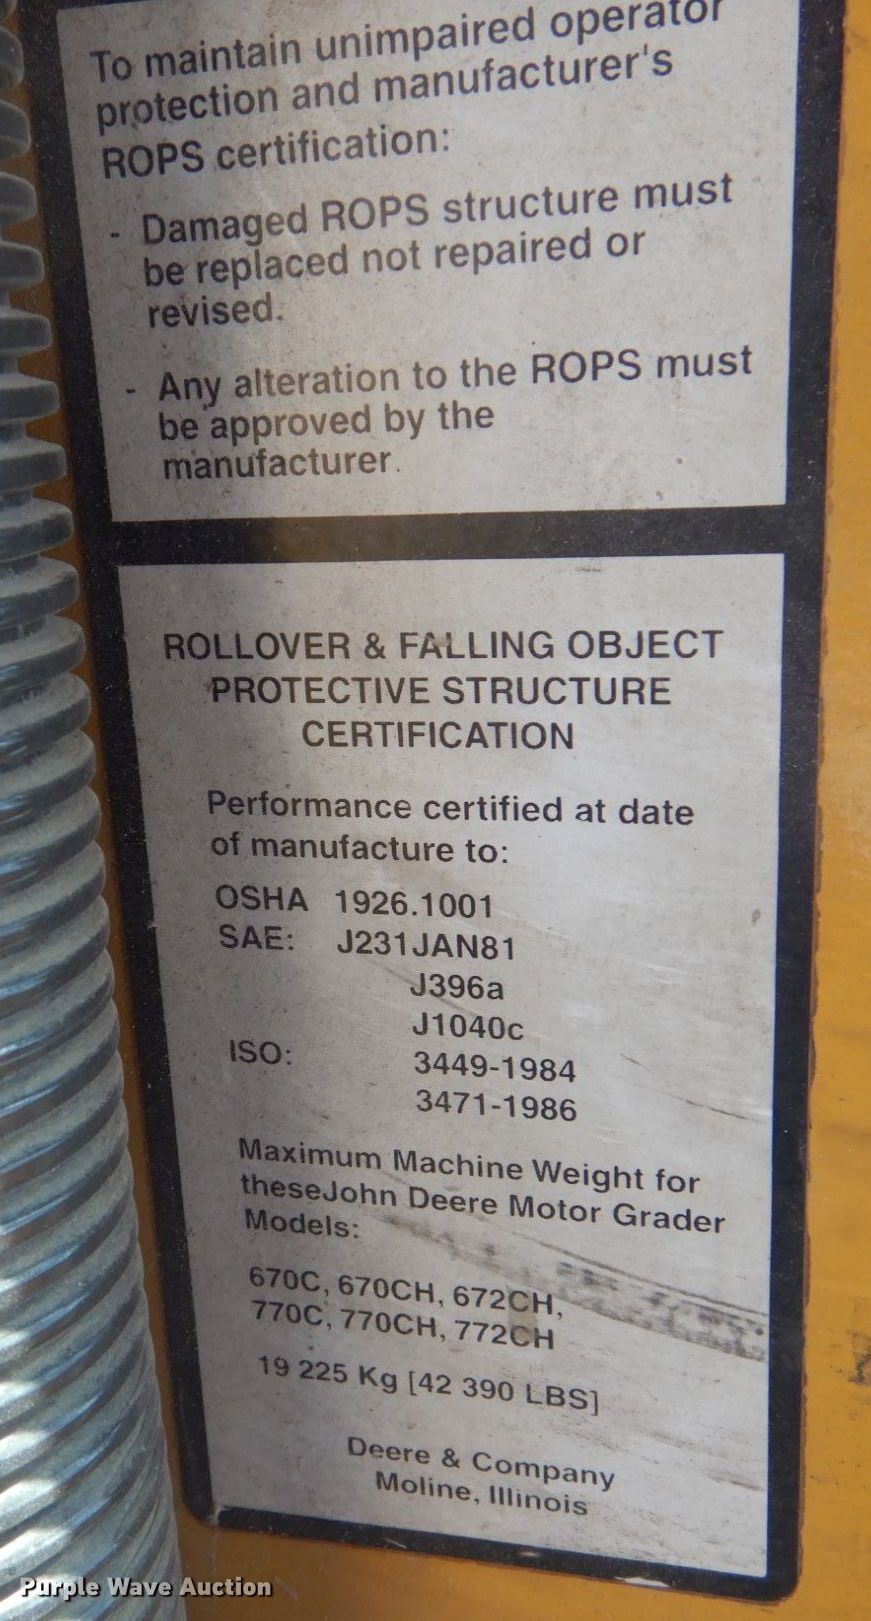 To maintain unimpaired operator
protection and manufacturer's
ROPS certification:
- Damaged ROPS structure must
be replaced not repaired or
revised.
- Any alteration to the ROPS must
be approved by the
manufacturer.
ROLLOVER & FALLING OBJECT
PROTECTIVE STRUCTURE
CERTIFICATION
Performance certified at date
of manufacture to:
OSHA 1926.1001
SAE: J231JAN81
J396a
J1040c
ISO: 3449-1984
3471-1986
Maximum Machine Weight for
theseJohn Deere Motor Grader
Models:
670C, 670CH, 672CH,
770C, 770CH, 772CH
19 225 Kg [42 390 LBS]
Deere & Company
Moline, Illinois
Purple Wave Auction